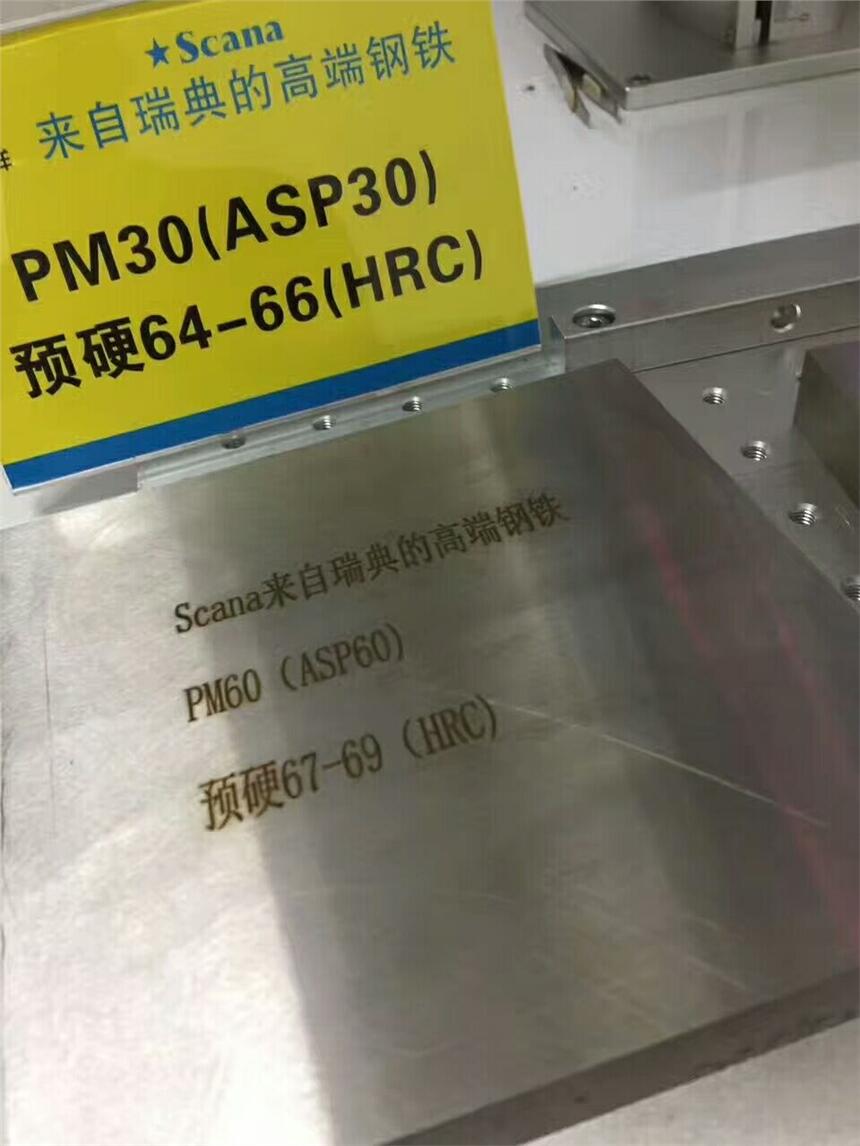 ★Scana
来自瑞典的高端钢铁
PM30(ASP30)
预硬64-66(HRC)
Scana来自瑞典的高端钢铁
PM60（ASP60）
预硬67-69（HRC）